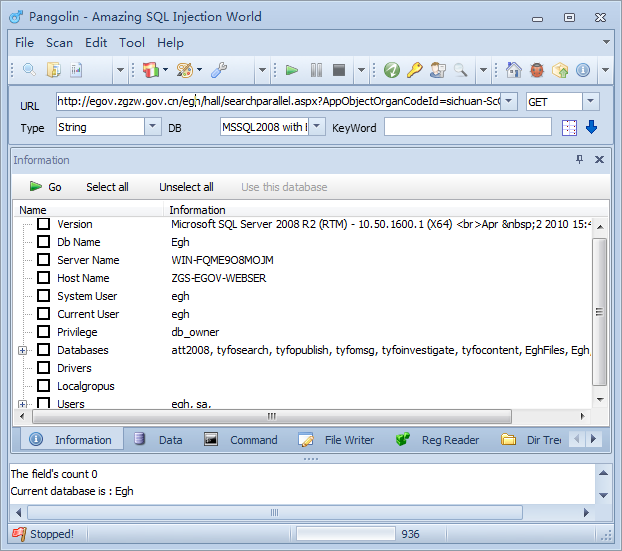 Pangolin - Amazing SQL Injection World
File Scan Edit Tool Help
URL http://egov.zgzw.gov.cn/egh/hall/searchparallel.aspx?AppObjectOrganCodeId=sichuan-Sc GET
Type String DB MSSQL2008 with KeyWord
Information
Go Select all Unselect all Use this database
Name Information
Version Microsoft SQL Server 2008 R2 (RTM) - 10.50.1600.1 (X64) <br>Apr &nbsp;2 2010 15:4
Db Name Egh
Server Name WIN-FQME9O8MOJM
Host Name ZGS-EGOV-WEBSER
System User egh
Current User egh
Privilege db_owner
Databases att2008, tyfosearch, tyfopublish, tyfomsg, tyfoinvestigate, tyfocontent, EghFiles, Egh,
Drivers
Localgropus
Users egh, sa,
Information Data Command File Writer Reg Reader Dir Tree
The field's count 0
Current database is : Egh
Stopped! 936